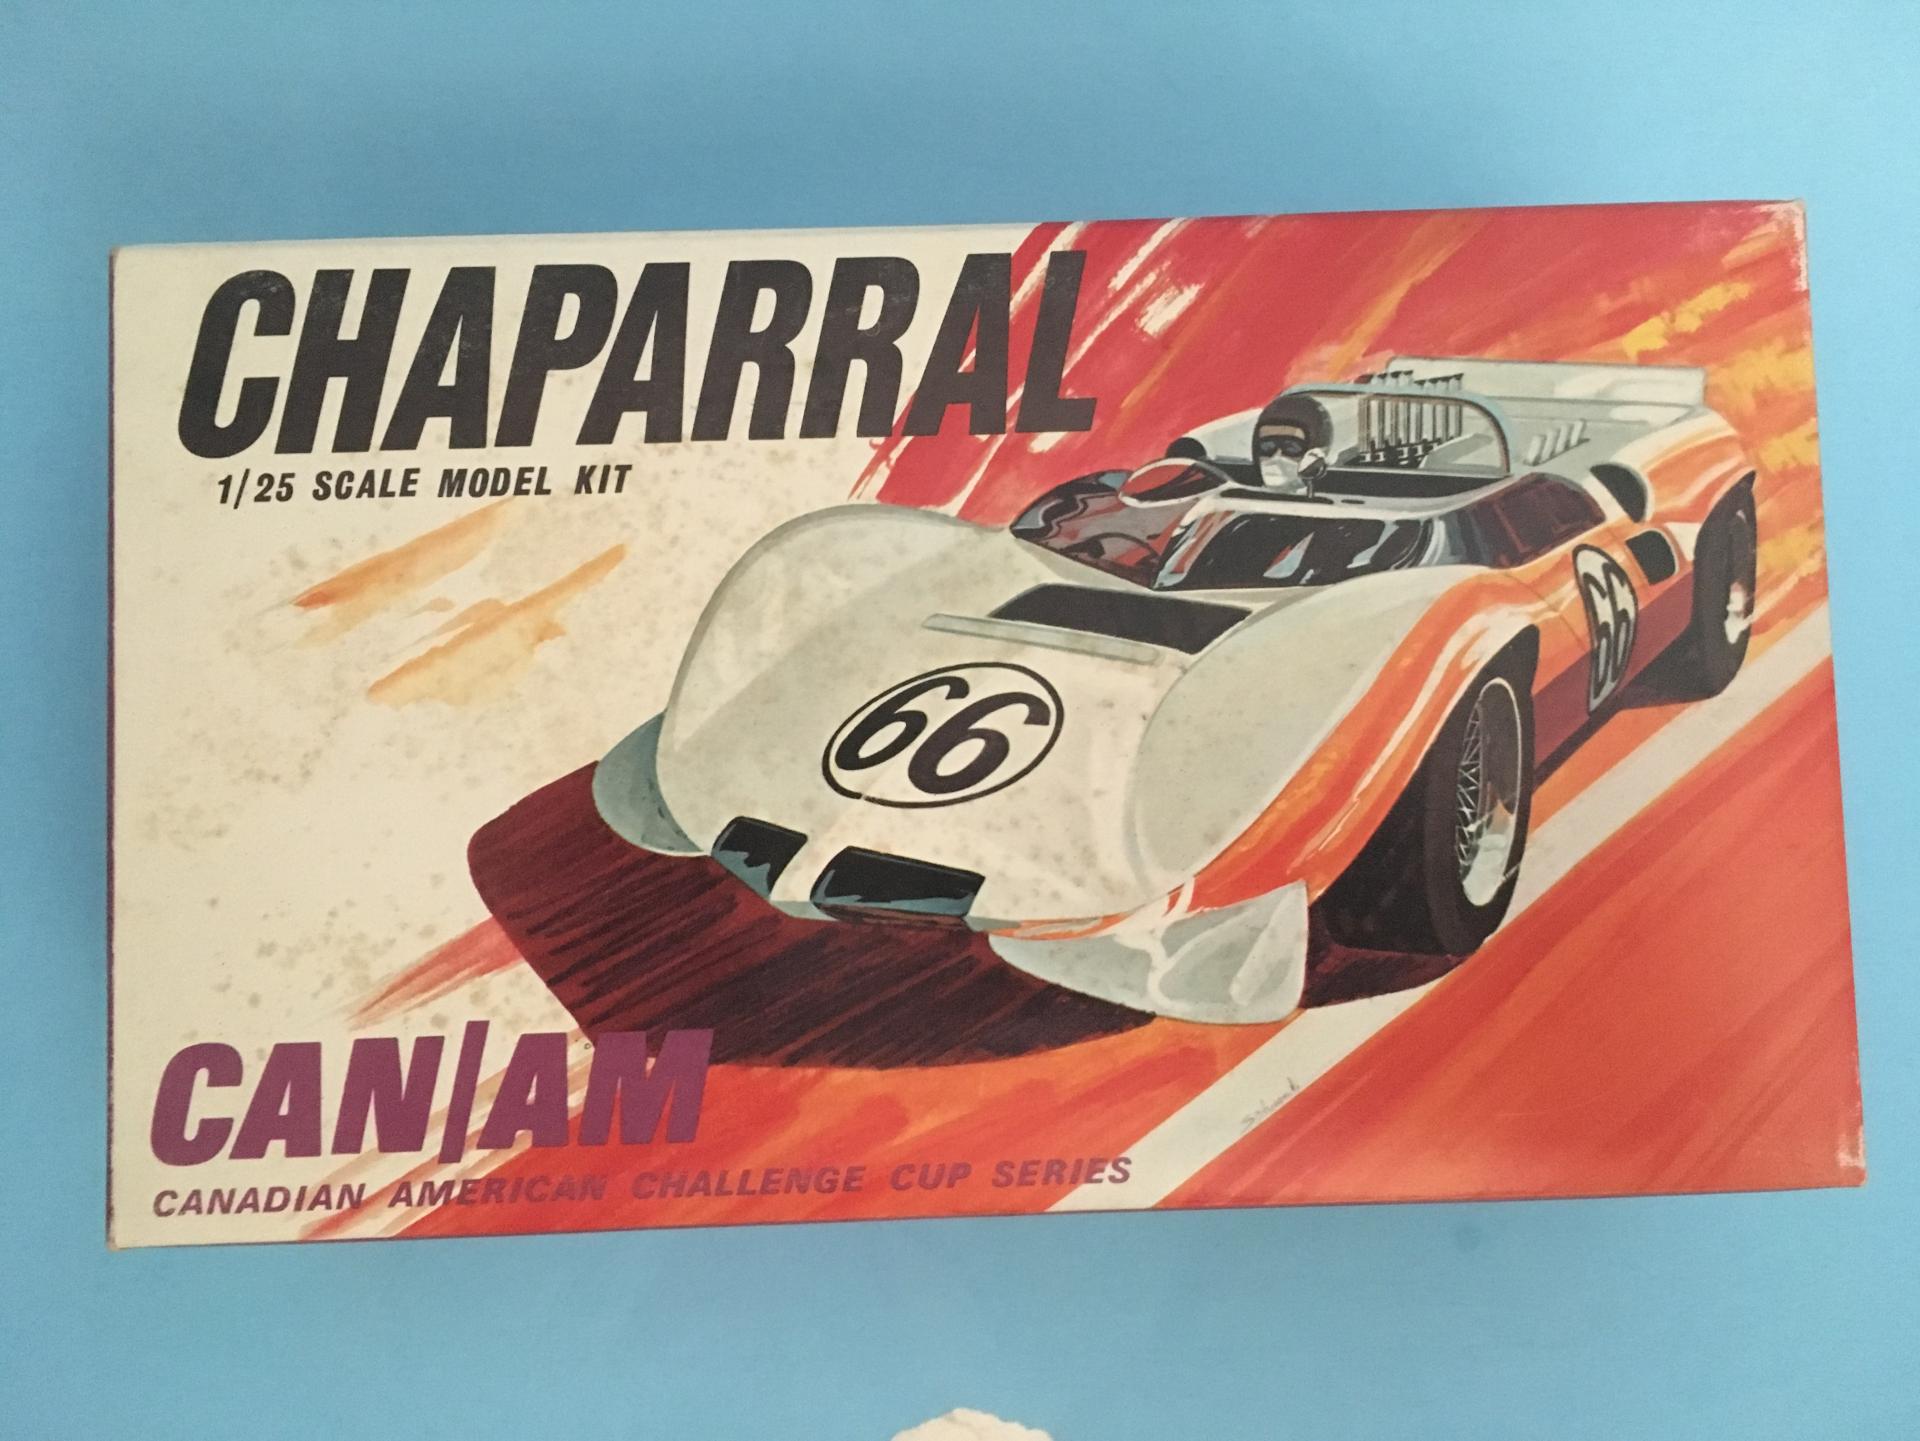 CHAPARRAL
1/25 SCALE MODEL KIT
66
66
CAN/AM
CANADIAN AMERICAN CHALLENGE CUP SERIES